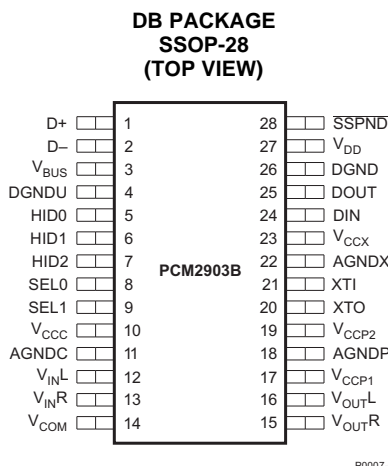 DB PACKAGE
SSOP-28
(TOP VIEW)
D+ 1 28 SSPND
D– 2 27 VDD
VBUS 3 26 DGND
DGNDU 4 25 DOUT
HID0 5 24 DIN
HID1 6 23 VCCX
HID2 7 22 AGNDX
PCM2903B
SEL0 8 21 XTI
SEL1 9 20 XTO
VCCC 10 19 VCCP2
AGNDC 11 18 AGNDP
VINL 12 17 VCCP1
VINR 13 16 VOUTL
VCOM 14 15 VOUTR